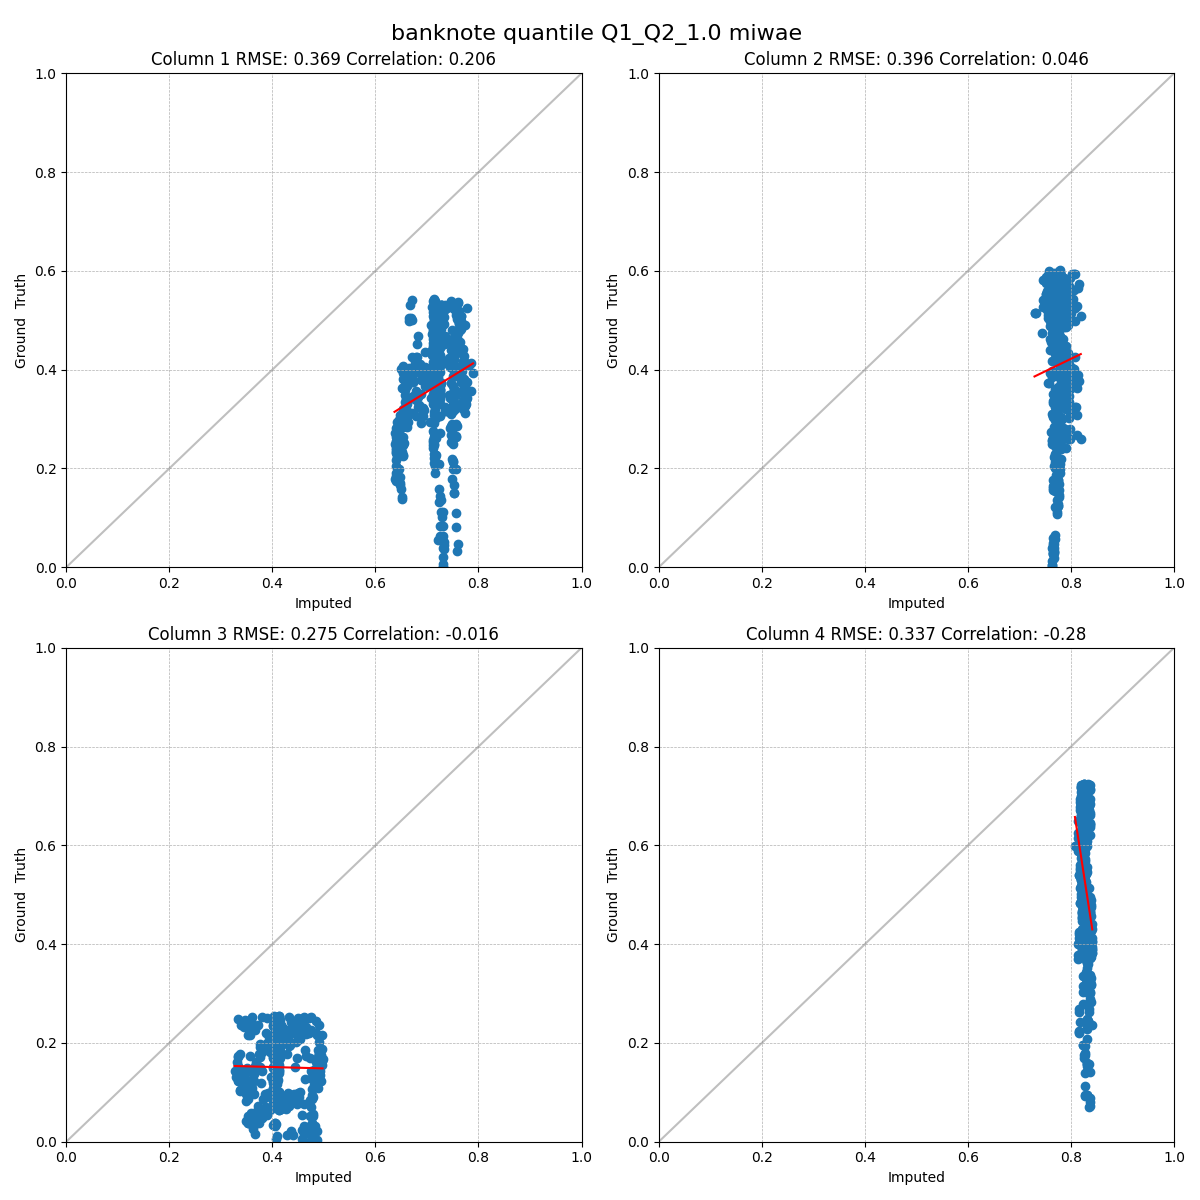 banknote quantile Q1_Q2_1.0 miwae
Column 1 RMSE: 0.369 Correlation: 0.206
1.0
0.8
0.6
0.4
0.2
0.0
Ground Truth
0.0 0.2 0.4 0.6 0.8 1.0
Imputed
Column 2 RMSE: 0.396 Correlation: 0.046
1.0
0.8
0.6
0.4
0.2
0.0
Ground Truth
0.0 0.2 0.4 0.6 0.8 1.0
Imputed
Column 3 RMSE: 0.275 Correlation: -0.016
1.0
0.8
0.6
0.4
0.2
0.0
Ground Truth
0.0 0.2 0.4 0.6 0.8 1.0
Imputed
Column 4 RMSE: 0.337 Correlation: -0.28
1.0
0.8
0.6
0.4
0.2
0.0
Ground Truth
0.0 0.2 0.4 0.6 0.8 1.0
Imputed